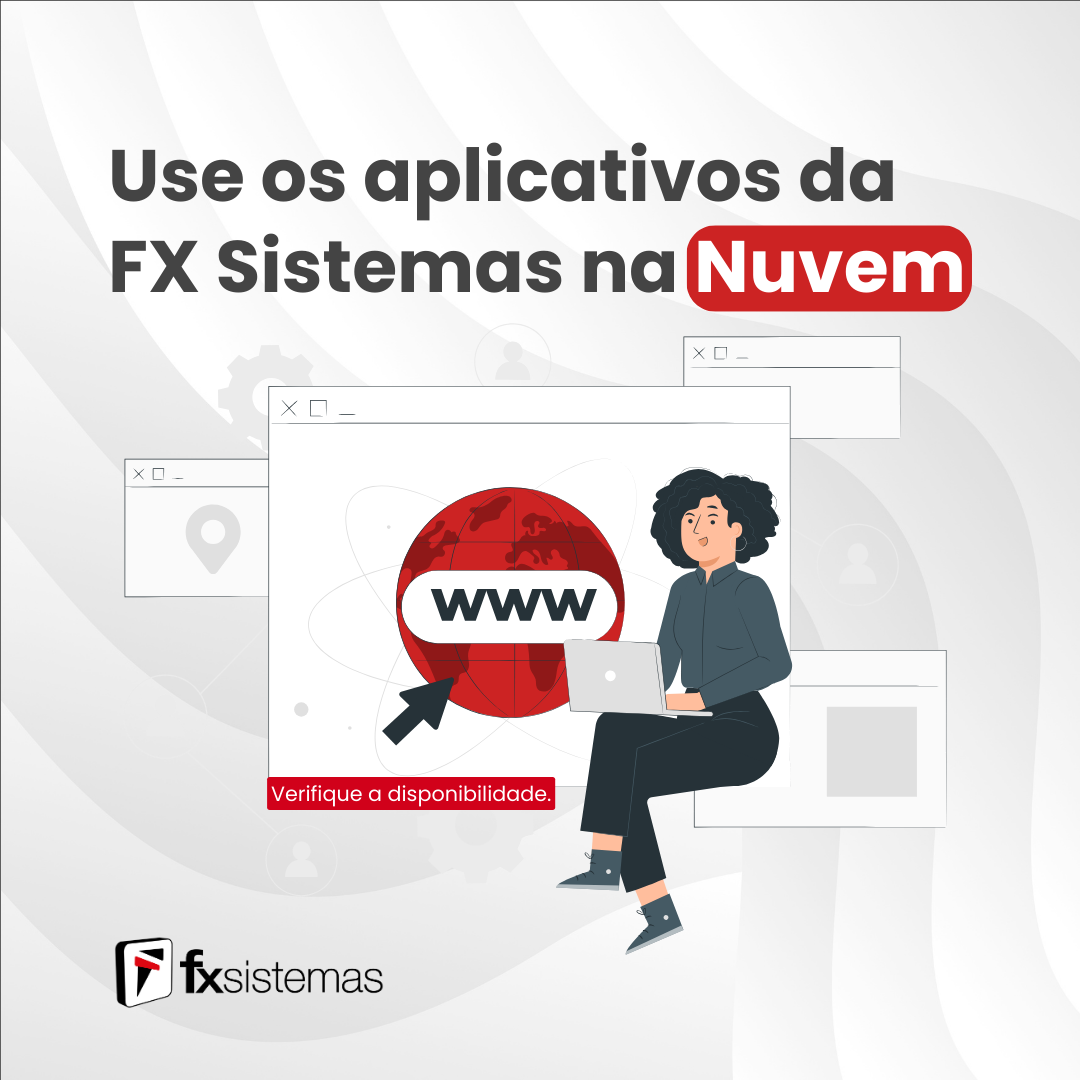 Use os aplicativos da
FX Sistemas na Nuvem
www
Verifique a disponibilidade.
fxsistemas